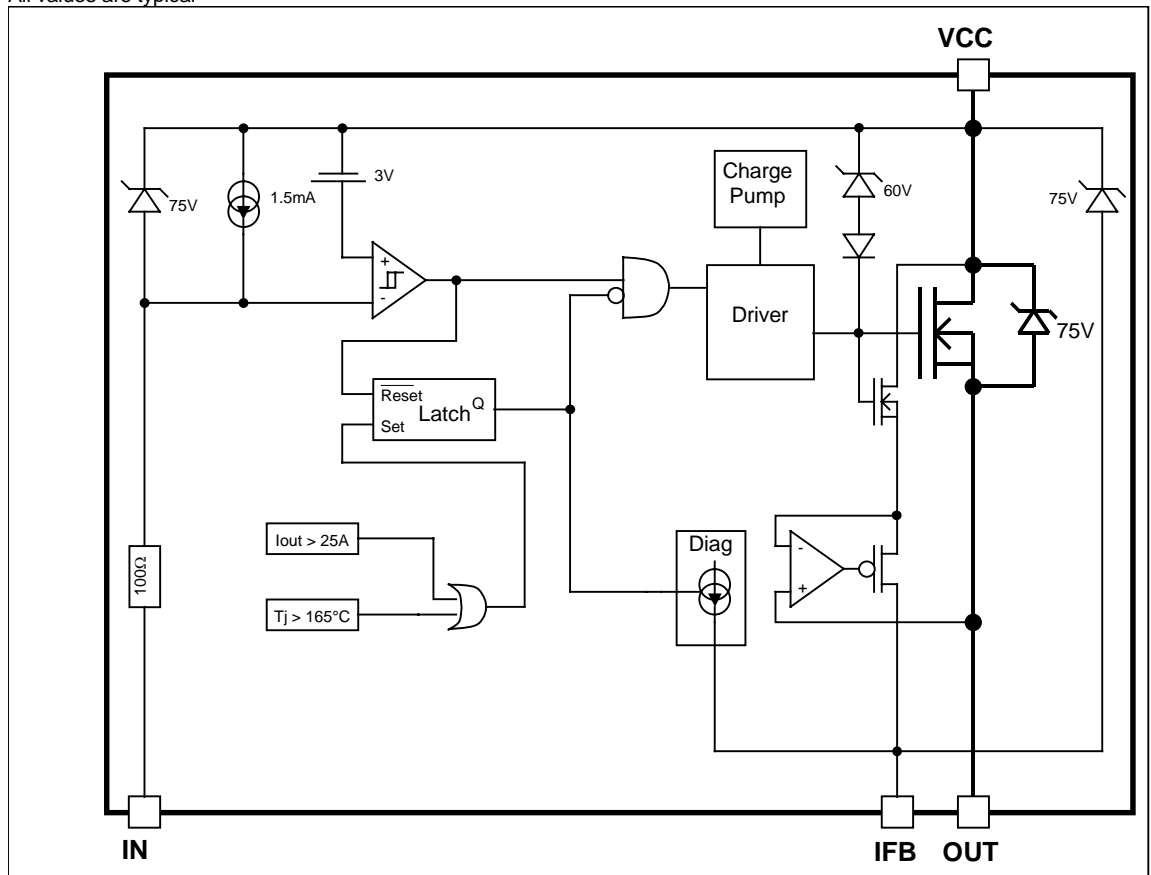 All values are typical
VCC
75V
1.5mA
3V
Charge
Pump
60V
75V
+
-
Driver
75V
Reset
Set
Latch
Q
Iout > 25A
Tj > 165°C
100Ω
Diag
-
+
IN
IFB
OUT